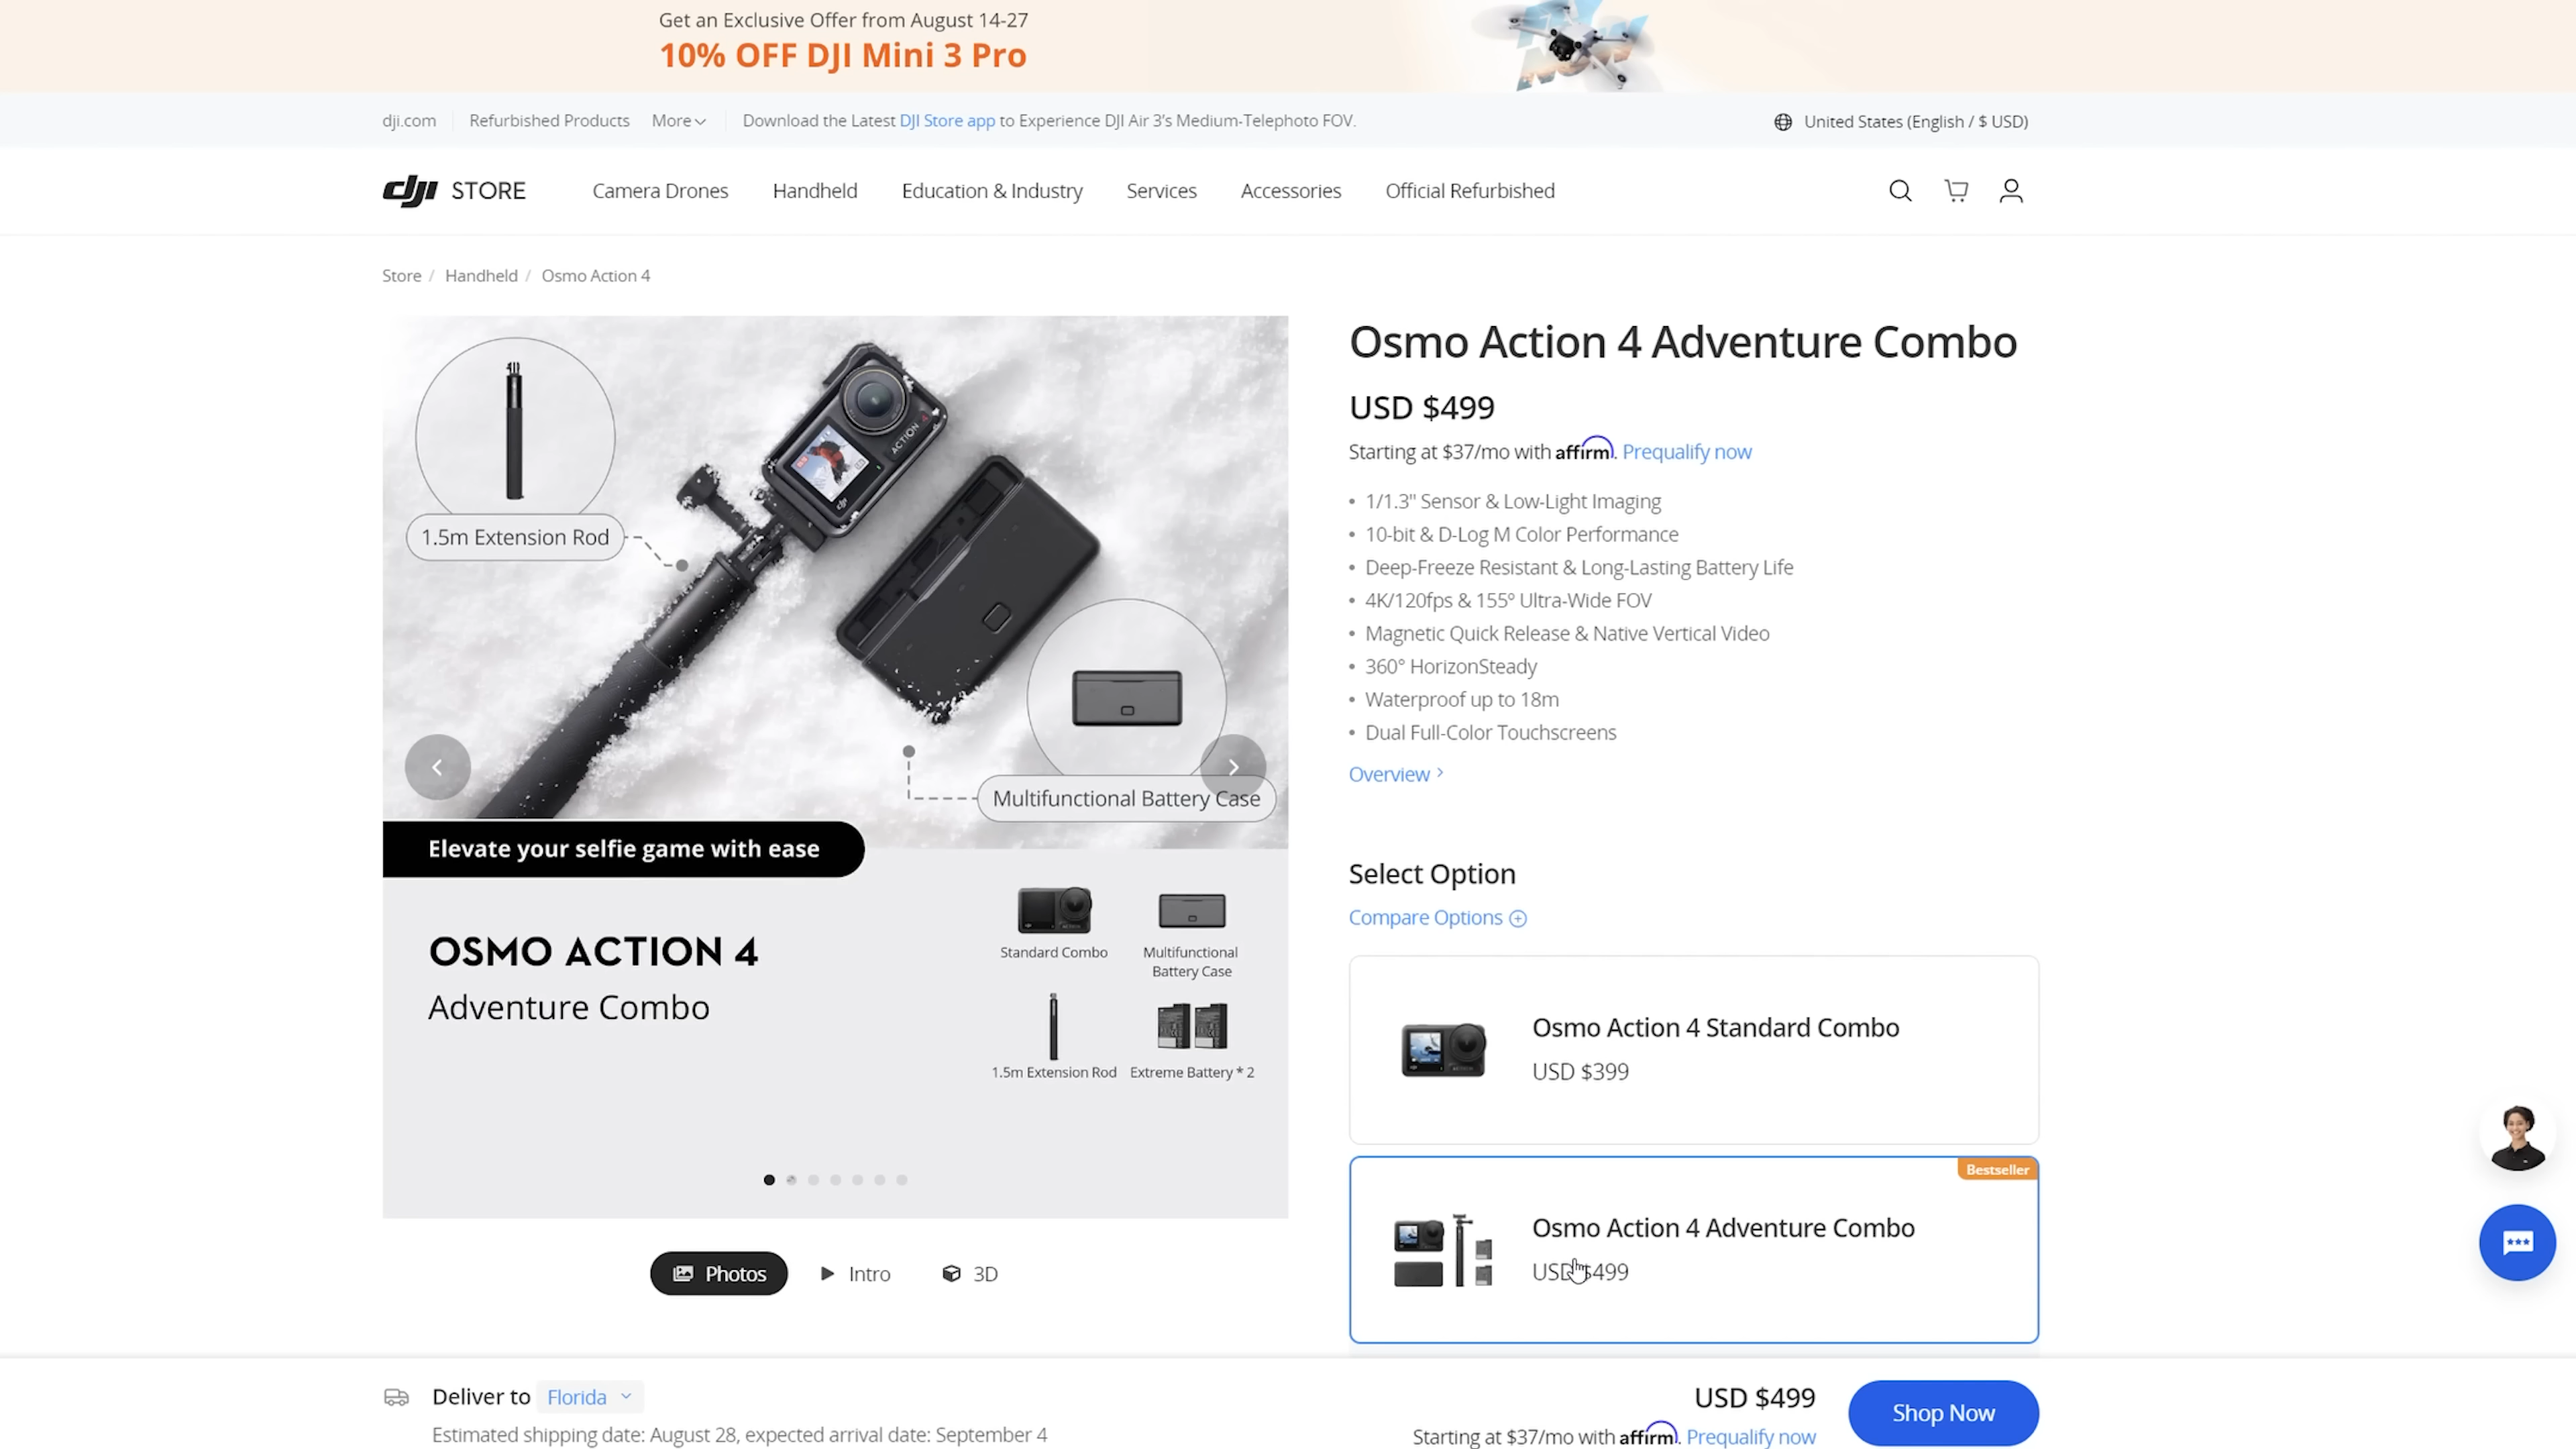 Get an Exclusive Offer from August 14-27
10% OFF DJI Mini 3 Pro
dji.com
Refurbished Products
More
Download the Latest DJI Store app to Experience DJI Air 3's Medium-Telephoto FOV.
United States (English / $ USD)
dji STORE
Camera Drones
Handheld
Education & Industry
Services
Accessories
Official Refurbished
Store / Handheld / Osmo Action 4
1.5m Extension Rod
ACTION 4
Multifunctional Battery Case
Elevate your selfie game with ease
OSMO ACTION 4
Adventure Combo
Standard Combo
Multifunctional
Battery Case
1.5m Extension Rod
Extreme Battery * 2
Photos
Intro
3D
Osmo Action 4 Adventure Combo
USD $499
Starting at $37/mo with affirm. Prequalify now
• 1/1.3" Sensor & Low-Light Imaging
• 10-bit & D-Log M Color Performance
• Deep-Freeze Resistant & Long-Lasting Battery Life
• 4K/120fps & 155º Ultra-Wide FOV
• Magnetic Quick Release & Native Vertical Video
• 360° HorizonSteady
• Waterproof up to 18m
• Dual Full-Color Touchscreens
Overview >
Select Option
Compare Options
Osmo Action 4 Standard Combo
USD $399
Bestseller
Osmo Action 4 Adventure Combo
USD $499
Deliver to Florida
Estimated shipping date: August 28, expected arrival date: September 4
USD $499
Starting at $37/mo with affirm. Prequalify now
Shop Now